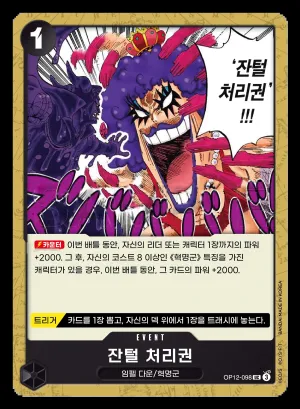 1
'잔털
처리권'
!!!
카운터 이번 배틀 동안, 자신의 리더 또는 캐릭터 1장까지의 파워
+2000. 그 후, 자신의 코스트 8 이상인 《혁명군》 특징을 가진
캐릭터가 있을 경우, 이번 배틀 동안, 그 카드의 파워 +2000.
트리거 카드를 1장 뽑고, 자신의 덱 위에서 1장을 트래시에 놓는다.
EVENT
잔털 처리권
임펠 다운/혁명군
OP12-098 UC 3